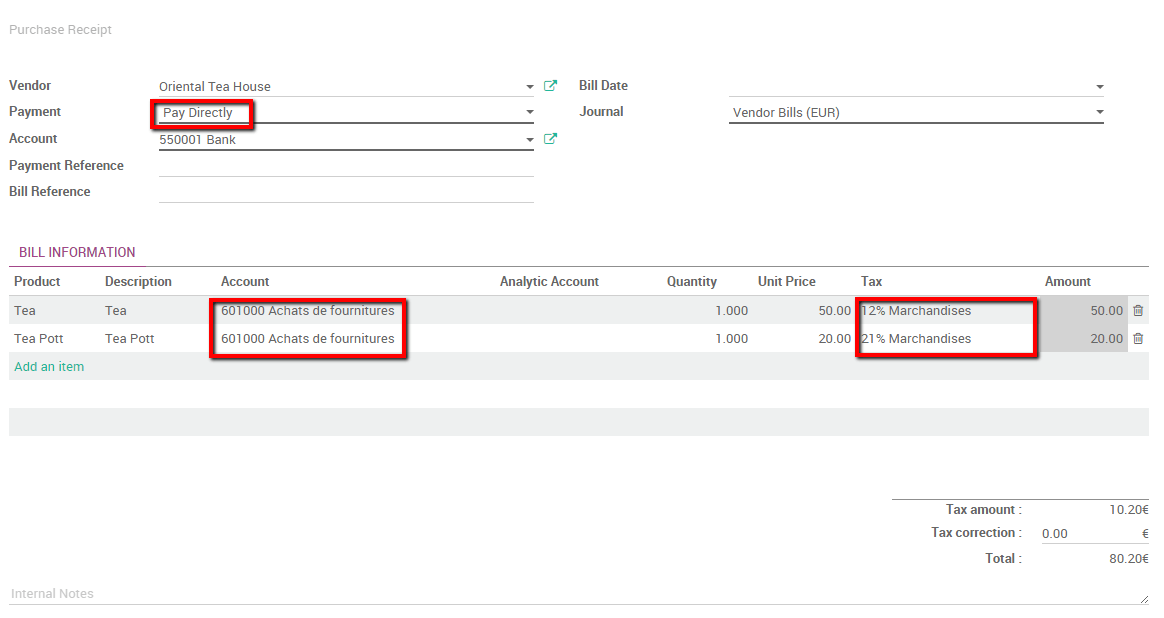 Purchase Receipt
Vendor Oriental Tea House Bill Date
Payment Pay Directly Journal Vendor Bills (EUR)
Account 550001 Bank
Payment Reference
Bill Reference
BILL INFORMATION
Product Description Account Analytic Account Quantity Unit Price Tax Amount
Tea Tea 601000 Achats de fournitures 1.000 50.00 12% Marchandises 50.00
Tea Pott Tea Pott 601000 Achats de fournitures 1.000 20.00 21% Marchandises 20.00
Add an item
Tax amount : 10.20€
Tax correction : 0.00 €
Total : 80.20€
Internal Notes